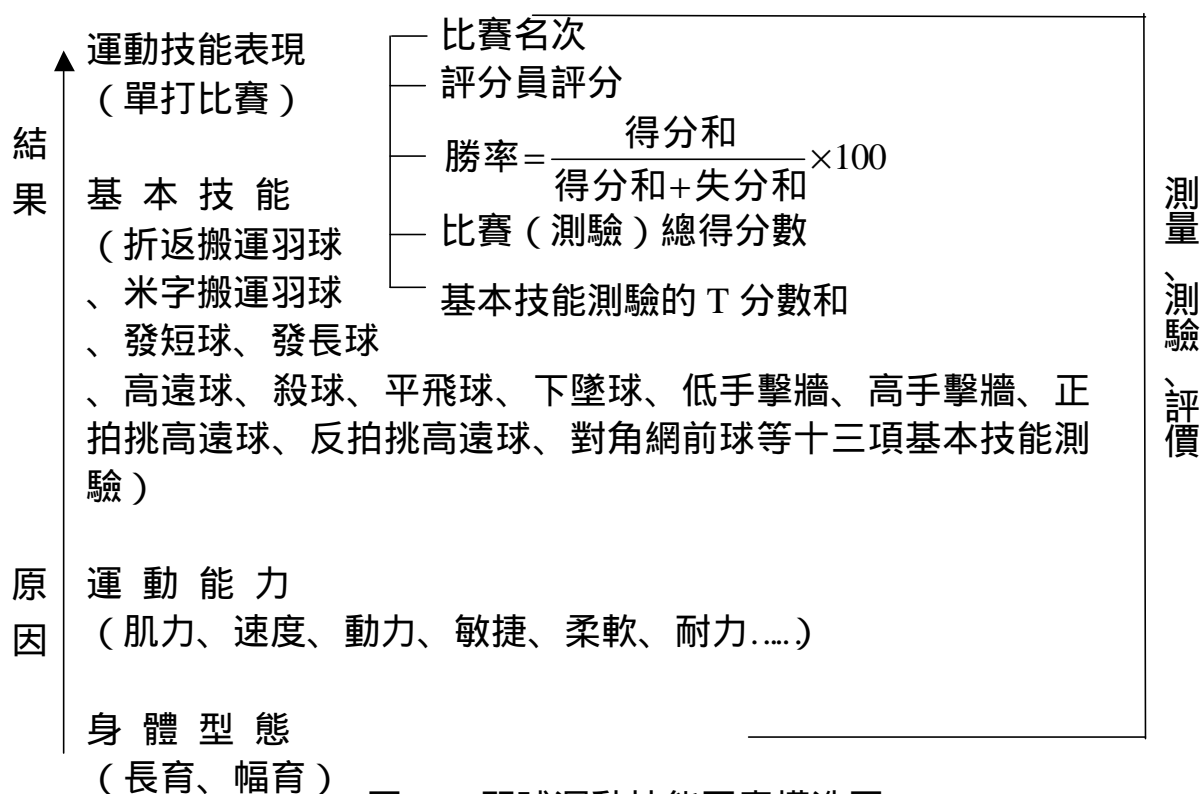 運動技能表現
(單打比賽)
比賽名次
評分員評分
勝率=得分和/得分和+失分和×100
比賽(測驗)總得分數
基本技能測驗的 T 分數和
結果
基 本 技 能
(折返搬運羽球
、米字搬運羽球
、發短球、發長球
、高遠球、殺球、平飛球、下墜球、低手擊牆、高手擊牆、正
拍挑高遠球、反拍挑高遠球、對角網前球等十三項基本技能測
驗)
原因
運 動 能 力
(肌力、速度、動力、敏捷、柔軟、耐力……)
身 體 型 態
(長育、幅育)
測量、測驗、評價